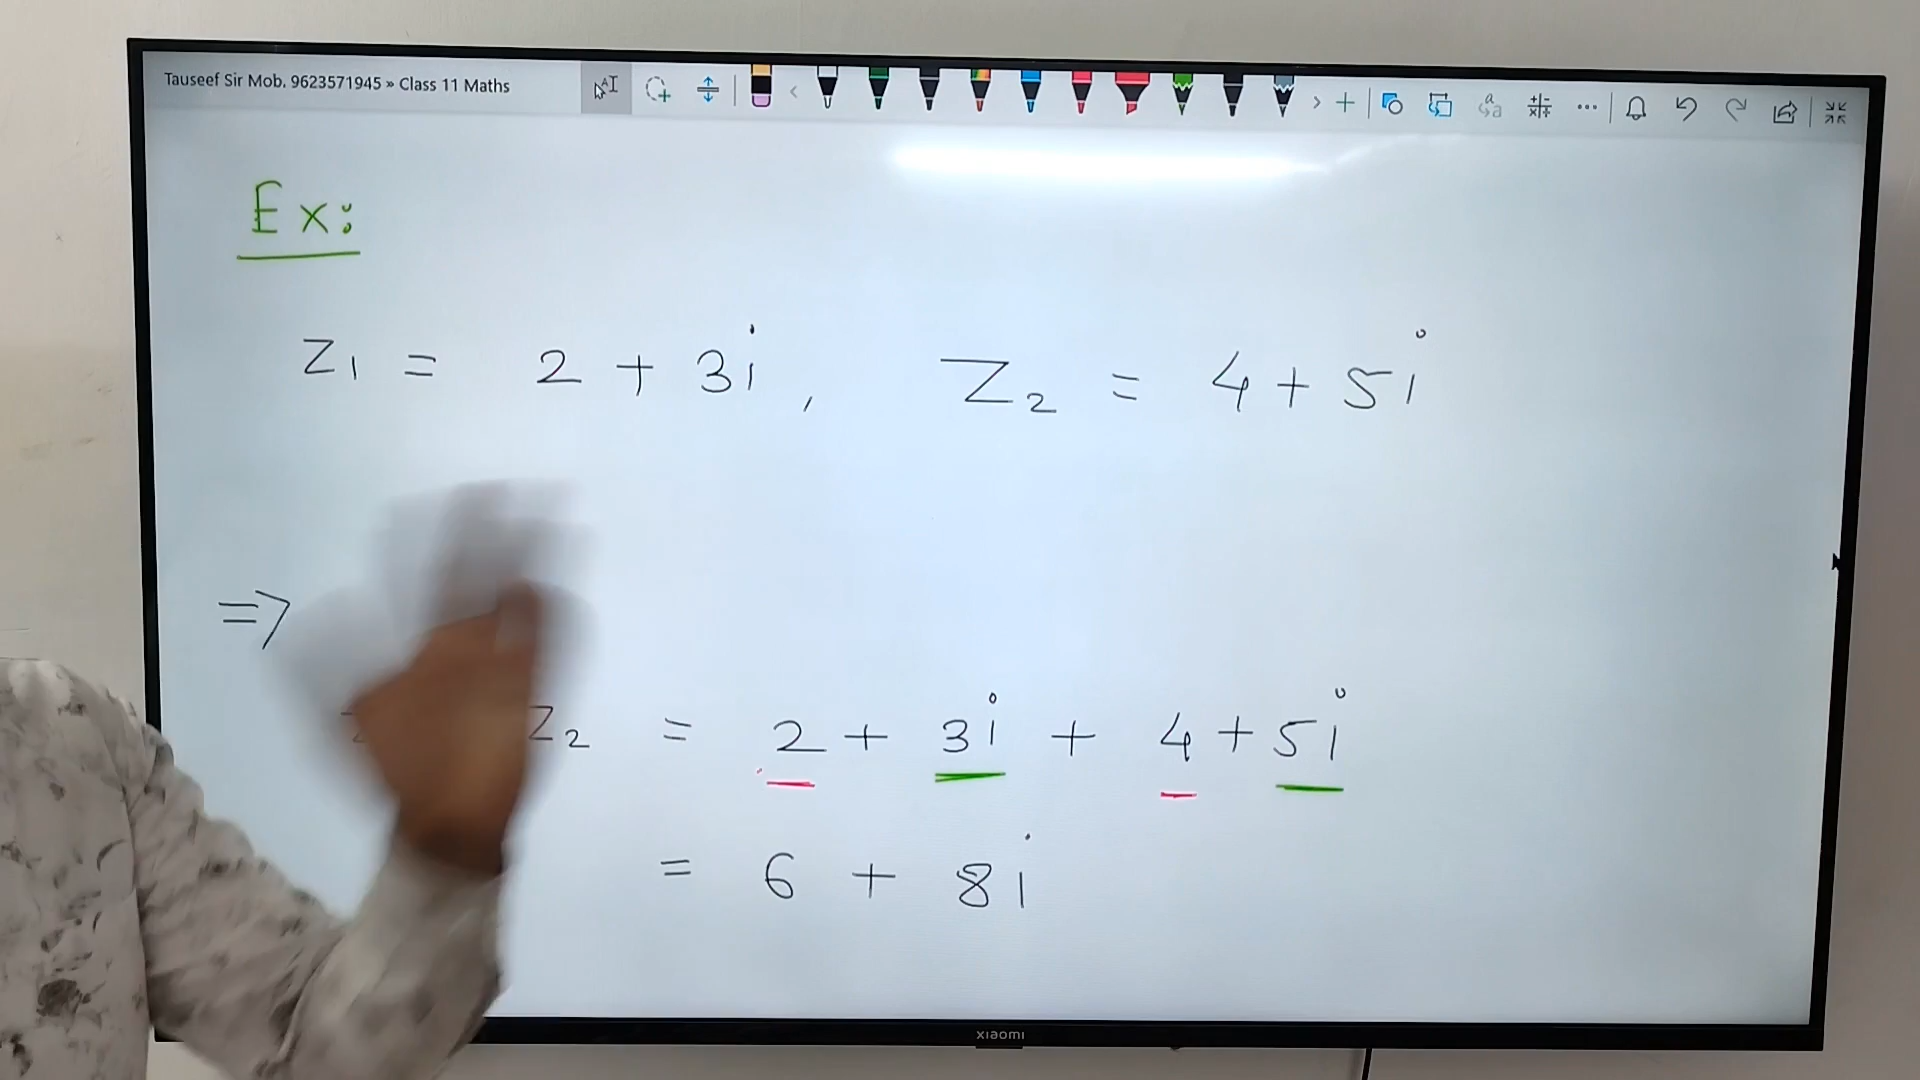 Tauseef Sir Mob. 9623571945 » Class 11 Maths
Ex:
Z1 = 2 + 3i , Z2 = 4 + 5i
=>
Z2 = 2 + 3i + 4 + 5i
= 6 + 8i
xiaomi